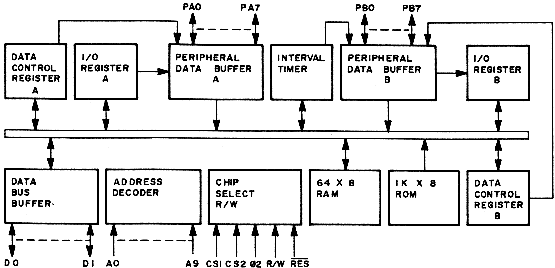 PA0 PA7 PB0 PB7
DATA CONTROL REGISTER A
I/O REGISTER A
PERIPHERAL DATA BUFFER A
INTERVAL TIMER
PERIPHERAL DATA BUFFER B
I/O REGISTER B
DATA BUS BUFFER
ADDRESS DECODER
CHIP SELECT R/W
64 X 8 RAM
1K X 8 ROM
DATA CONTROL REGISTER B
D0 D1 A0 A9 CS1 CS2 Ø2 R/W RES